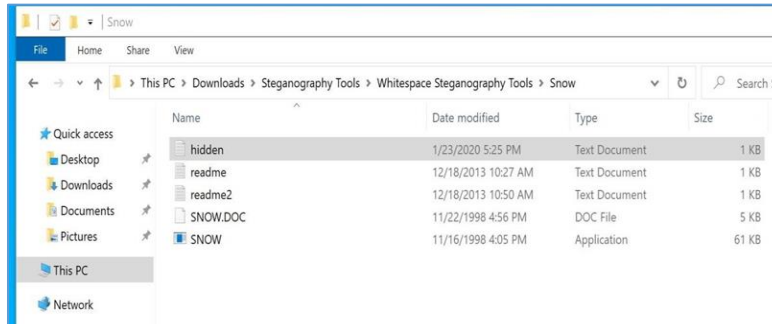 Snow
File Home Share View
This PC > Downloads > Steganography Tools > Whitespace Steganography Tools > Snow Search
Name Date modified Type Size
Quick access
Desktop
Downloads
Documents
Pictures
This PC
Network
hidden 1/23/2020 5:25 PM Text Document 1 KB
readme 12/18/2013 10:27 AM Text Document 1 KB
readme2 12/18/2013 10:50 AM Text Document 1 KB
SNOW.DOC 11/22/1998 4:56 PM DOC File 5 KB
SNOW 11/16/1998 4:05 PM Application 61 KB